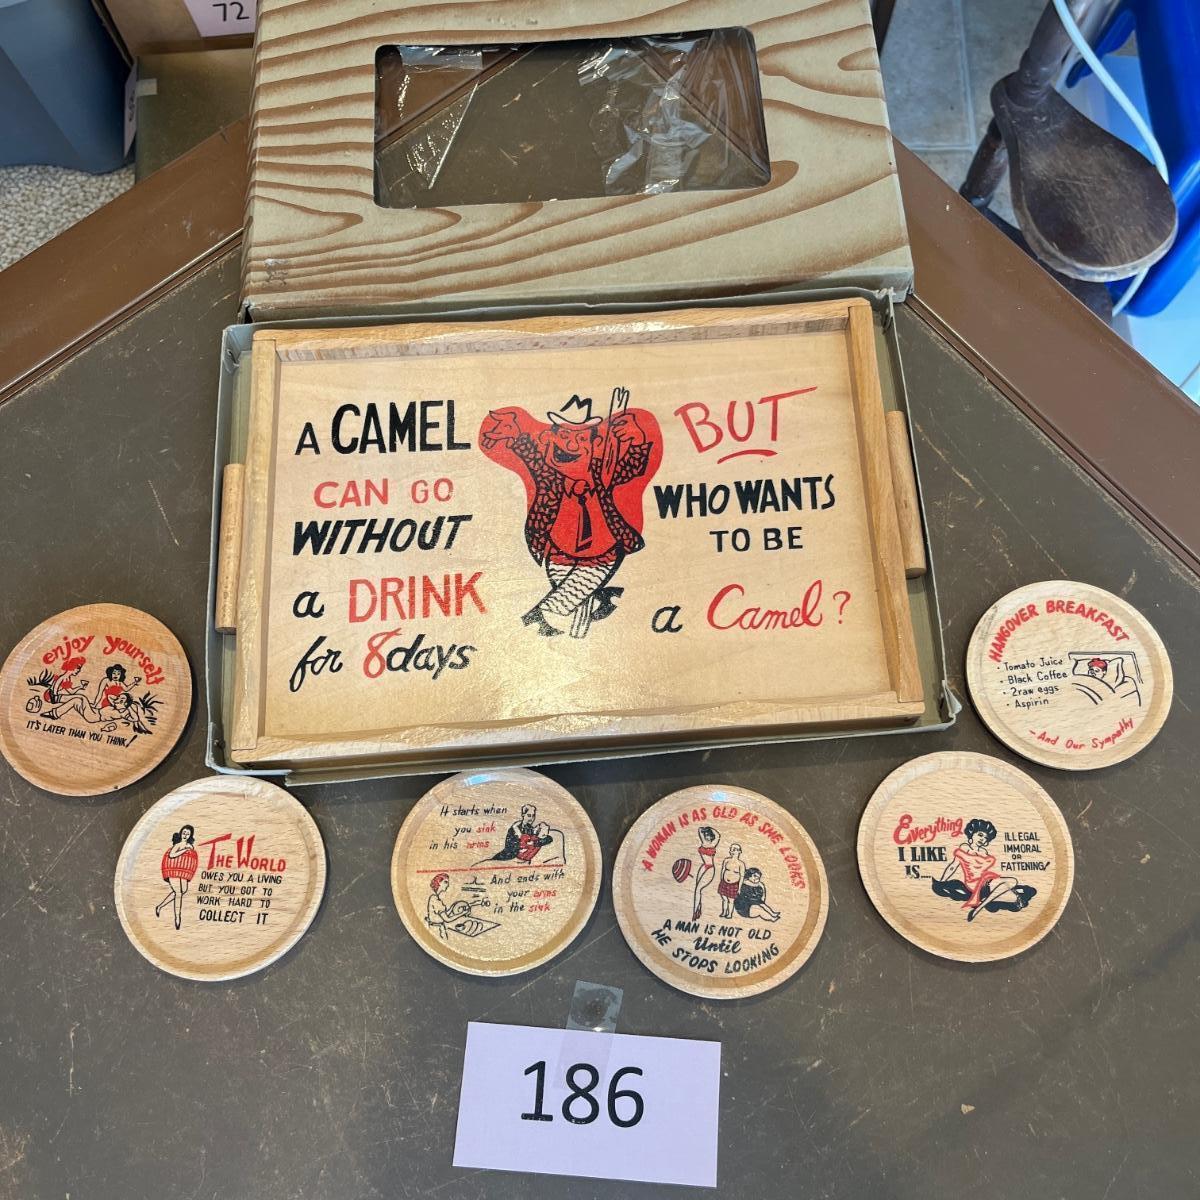 72
A CAMEL
CAN GO
WITHOUT
a DRINK
for 8days
BUT
WHO WANTS
TO BE
a Camel?
enjoy yourself
IT'S LATER THAN YOU THINK!
THE WORLD
OWES YOU A LIVING
BUT YOU GOT TO
WORK HARD TO
COLLECT IT
It starts when
you sink
in his arms
And ends with
your arms
in the sink
A WOMAN IS AS OLD AS SHE LOOKS
A MAN IS NOT OLD
Until
HE STOPS LOOKING
Everything
I LIKE
IS....
ILLEGAL
IMMORAL
OR
FATTENING!
HANGOVER BREAKFAST
• Tomato Juice
• Black Coffee
• 2 raw eggs
• Aspirin
- And Our Sympathy
186